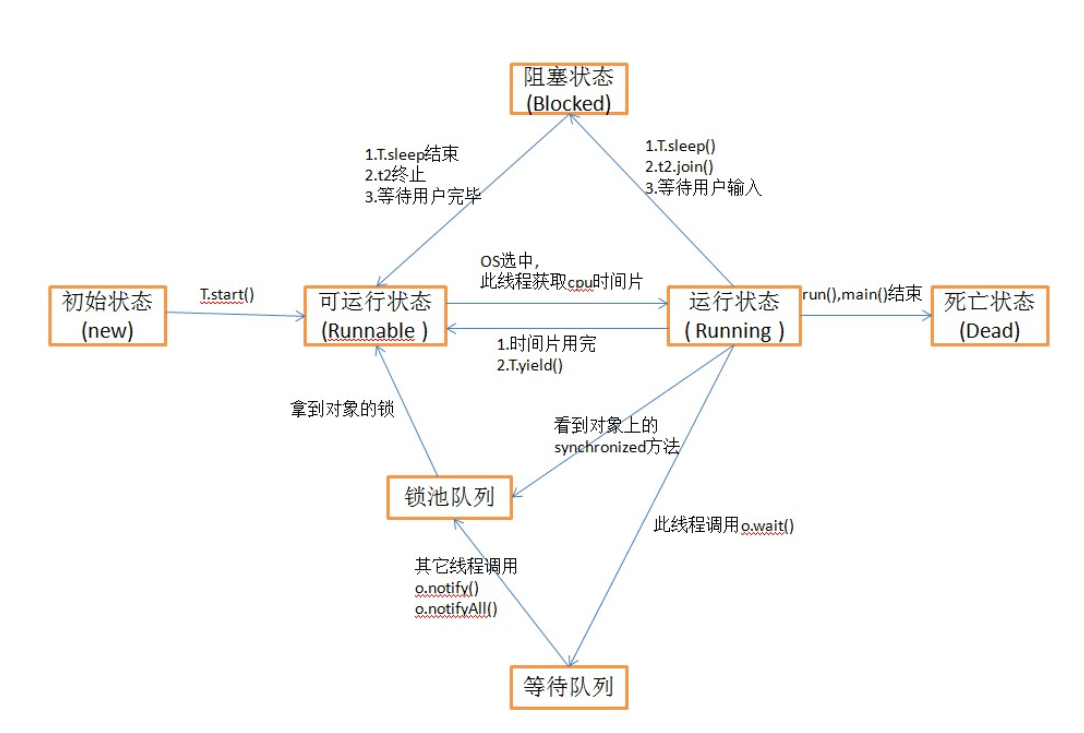 阻塞状态
(Blocked)
1.T.sleep结束
2.t2终止
3.等待用户完毕
1.T.sleep()
2.t2.join()
3.等待用户输入
OS选中,
此线程获取cpu时间片
初始状态
(new)
T.start()
可运行状态
(Runnable )
运行状态
( Running )
run(),main()结束
死亡状态
(Dead)
1.时间片用完
2.T.yield()
拿到对象的锁
看到对象上的
synchronized方法
锁池队列
此线程调用o.wait()
其它线程调用
o.notify()
o.notifyAll()
等待队列